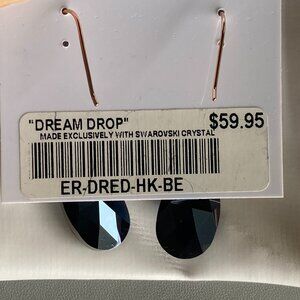 "DREAM DROP" $59.95
MADE EXCLUSIVELY WITH SWAROVSKI CRYSTAL
ER-DRED-HK-BE